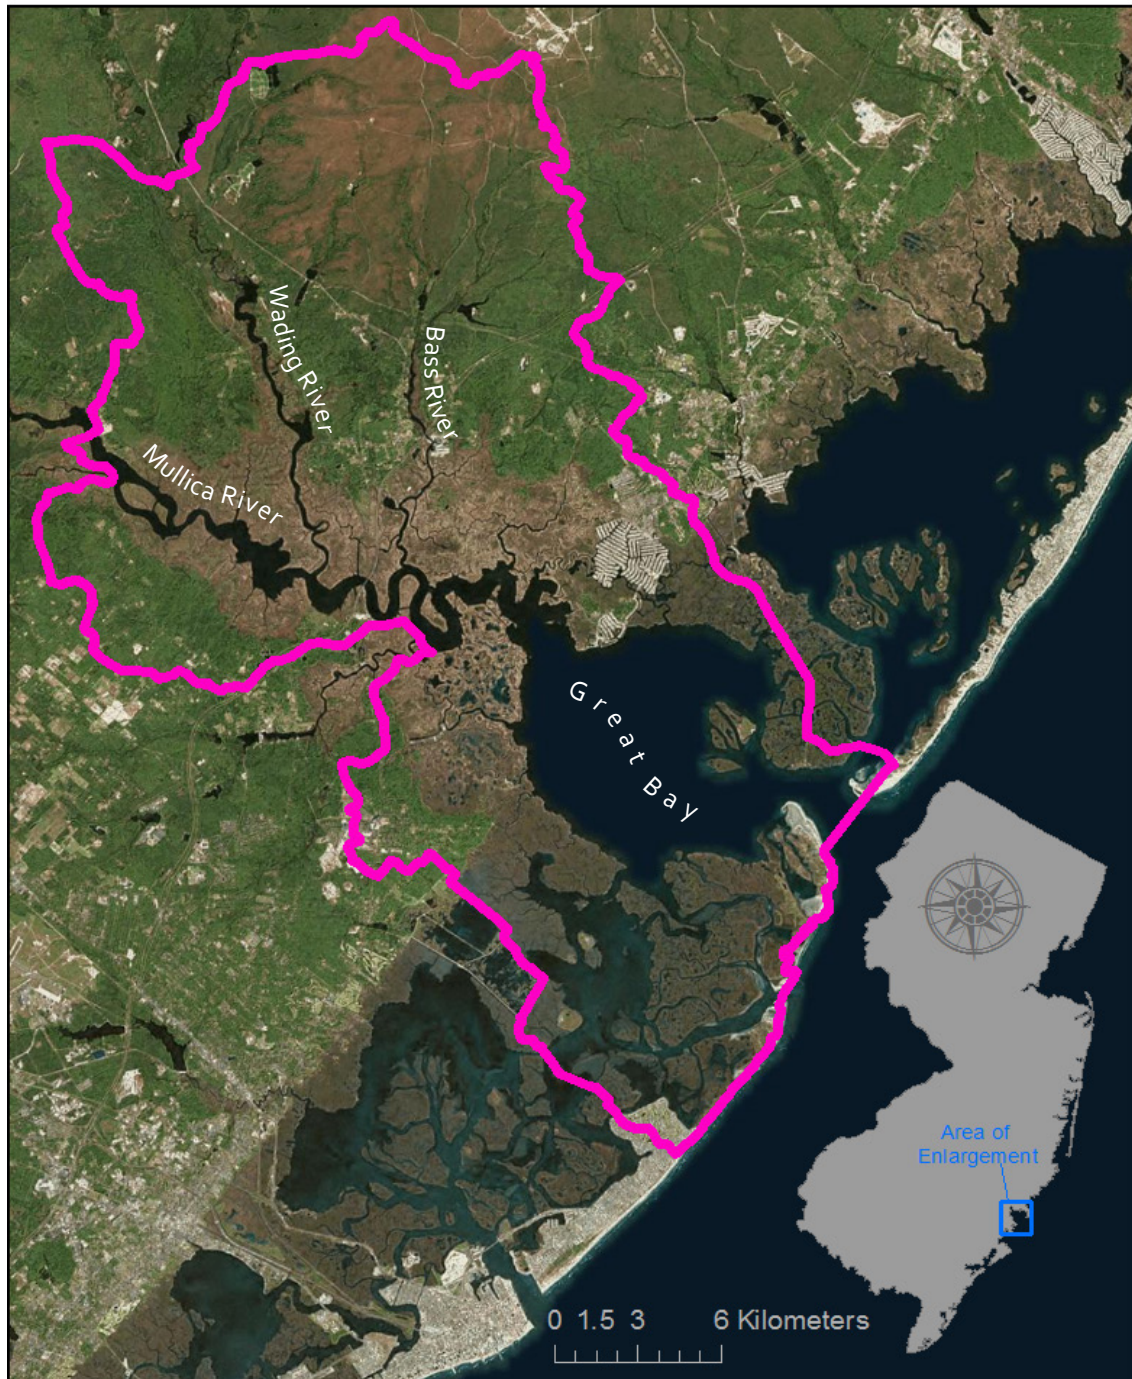 Wading River
Bass River
Mullica River
Great Bay
Area of
Enlargement
0 1.5 3 6 Kilometers